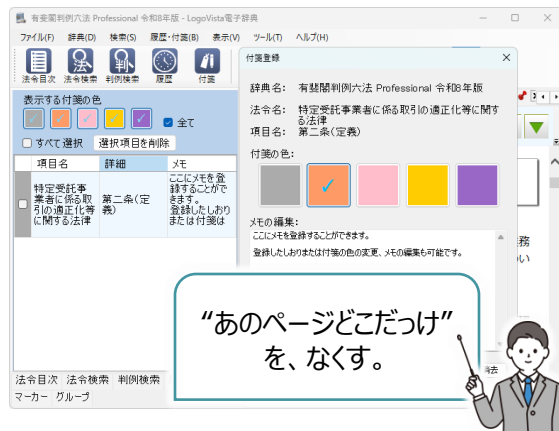 有斐閣判例六法 Professional 令和8年版 - LogoVista電子辞典
ファイル(F) 辞典(D) 検索(S) 履歴・付箋(B) 表示(V) ツール(T) ヘルプ(H)
法令目次 法令検索 判例検索 履歴 付箋
表示する付箋の色
全て
すべて選択 選択項目を削除
項目名 詳細 メモ
特定受託事
業者に係る取
引の適正化等
に関する法律
第二条(定
義)
ここにメモを登
録することがで
きます。
登録したしおり
または付箋は
法令目次 法令検索 判例検索
マーカー グループ
付箋登録
辞典名: 有斐閣判例六法 Professional 令和8年版
法令名: 特定受託事業者に係る取引の適正化等に関す
る法律
項目名: 第二条(定義)
付箋の色:
メモの編集:
ここにメモを登録することができます。
登録したしおりまたは付箋の色の変更、メモの編集も可能です。
“あのページどこだっけ”
を、なくす。